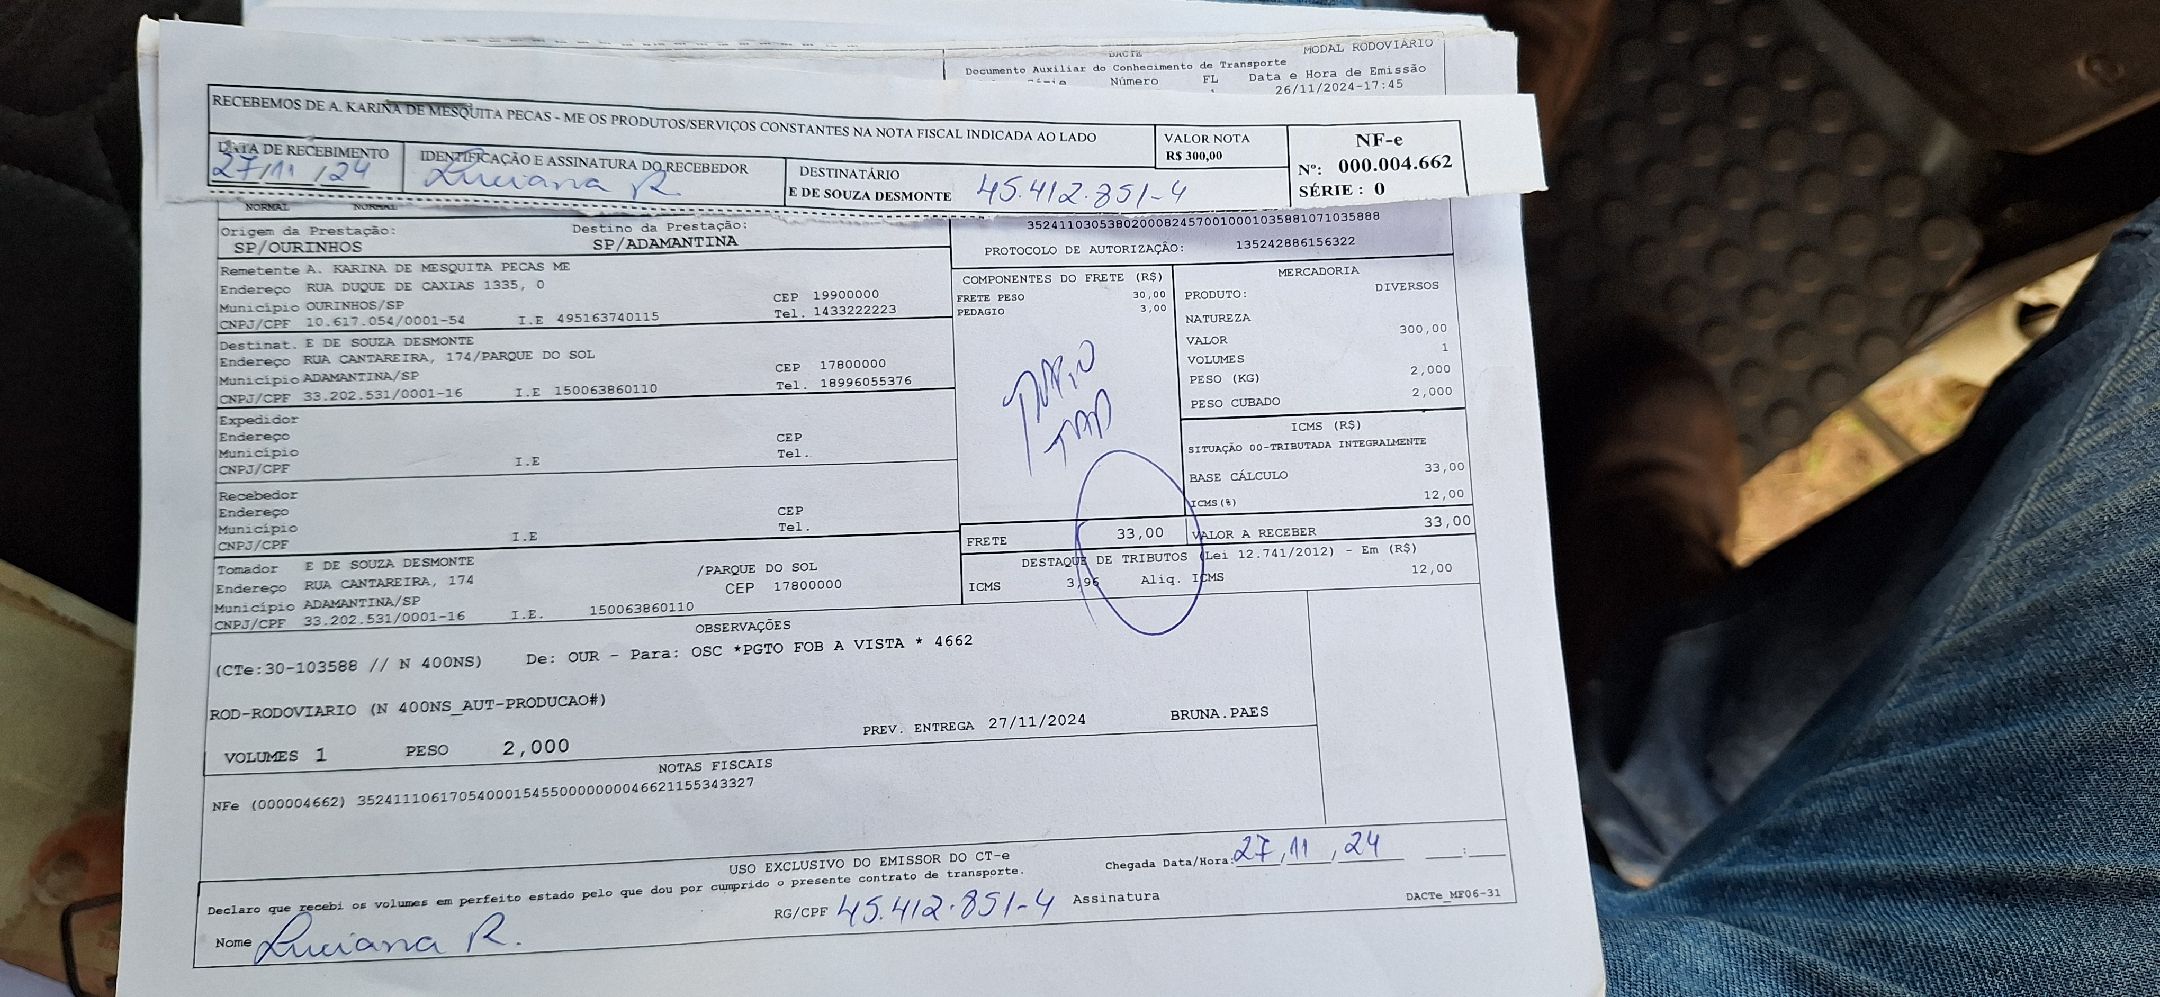 DACTE
MODAL RODOVIÁRIO
Documento Auxiliar do Conhecimento de Transporte
Número FL Data e Hora de Emissão
26/11/2024-17:45
RECEBEMOS DE A. KARINA DE MESQUITA PECAS - ME OS PRODUTOS/SERVIÇOS CONSTANTES NA NOTA FISCAL INDICADA AO LADO
VALOR NOTA
R$ 300,00
NF-e
Nº: 000.004.662
SÉRIE : 0
DATA DE RECEBIMENTO
27/11/24
IDENTIFICAÇÃO E ASSINATURA DO RECEBEDOR
Luciana R.
DESTINATÁRIO
E DE SOUZA DESMONTE
45.412.851-4
NORMAL NORMAL
Origem da Prestação: Destino da Prestação:
SP/OURINHOS SP/ADAMANTINA
35241103053802000824570010001035881071035888
PROTOCOLO DE AUTORIZAÇÃO: 135242886156322
Remetente A. KARINA DE MESQUITA PECAS ME
Endereço RUA DUQUE DE CAXIAS 1335, 0
Município OURINHOS/SP CEP 19900000
CNPJ/CPF 10.617.054/0001-54 I.E 495163740115 Tel. 1433222223
Destinat. E DE SOUZA DESMONTE
Endereço RUA CANTAREIRA, 174/PARQUE DO SOL
Município ADAMANTINA/SP CEP 17800000
CNPJ/CPF 33.202.531/0001-16 I.E 150063860110 Tel. 18996055376
Expedidor
Endereço
Município CEP
CNPJ/CPF I.E Tel.
Recebedor
Endereço
Município CEP
CNPJ/CPF I.E Tel.
Tomador E DE SOUZA DESMONTE
Endereço RUA CANTAREIRA, 174 /PARQUE DO SOL
Município ADAMANTINA/SP CEP 17800000
CNPJ/CPF 33.202.531/0001-16 I.E. 150063860110
COMPONENTES DO FRETE (R$)
FRETE PESO 30,00
PEDAGIO 3,00
FRETE 33,00
MERCADORIA
PRODUTO: DIVERSOS
NATUREZA
VALOR 300,00
VOLUMES 1
PESO (KG) 2,000
PESO CUBADO 2,000
ICMS (R$)
SITUAÇÃO 00-TRIBUTADA INTEGRALMENTE
BASE CÁLCULO 33,00
ICMS(%) 12,00
VALOR A RECEBER 33,00
DESTAQUE DE TRIBUTOS (Lei 12.741/2012) - Em (R$)
ICMS 3,96 Aliq. ICMS 12,00
OBSERVAÇÕES
(CTe:30-103588 // N 400NS) De: OUR - Para: OSC *PGTO FOB A VISTA * 4662
ROD-RODOVIARIO (N 400NS_AUT-PRODUCAO#)
PREV. ENTREGA 27/11/2024 BRUNA.PAES
VOLUMES 1 PESO 2,000
NOTAS FISCAIS
NFe (000004662) 35241110617054000154550000000046621155343327
USO EXCLUSIVO DO EMISSOR DO CT-e
Chegada Data/Hora: 27/11/24 __:__
Declaro que recebi os volumes em perfeito estado pelo que dou por cumprido o presente contrato de transporte.
Nome Luciana R. RG/CPF 45.412.851-4 Assinatura
DACTe_MF06-31